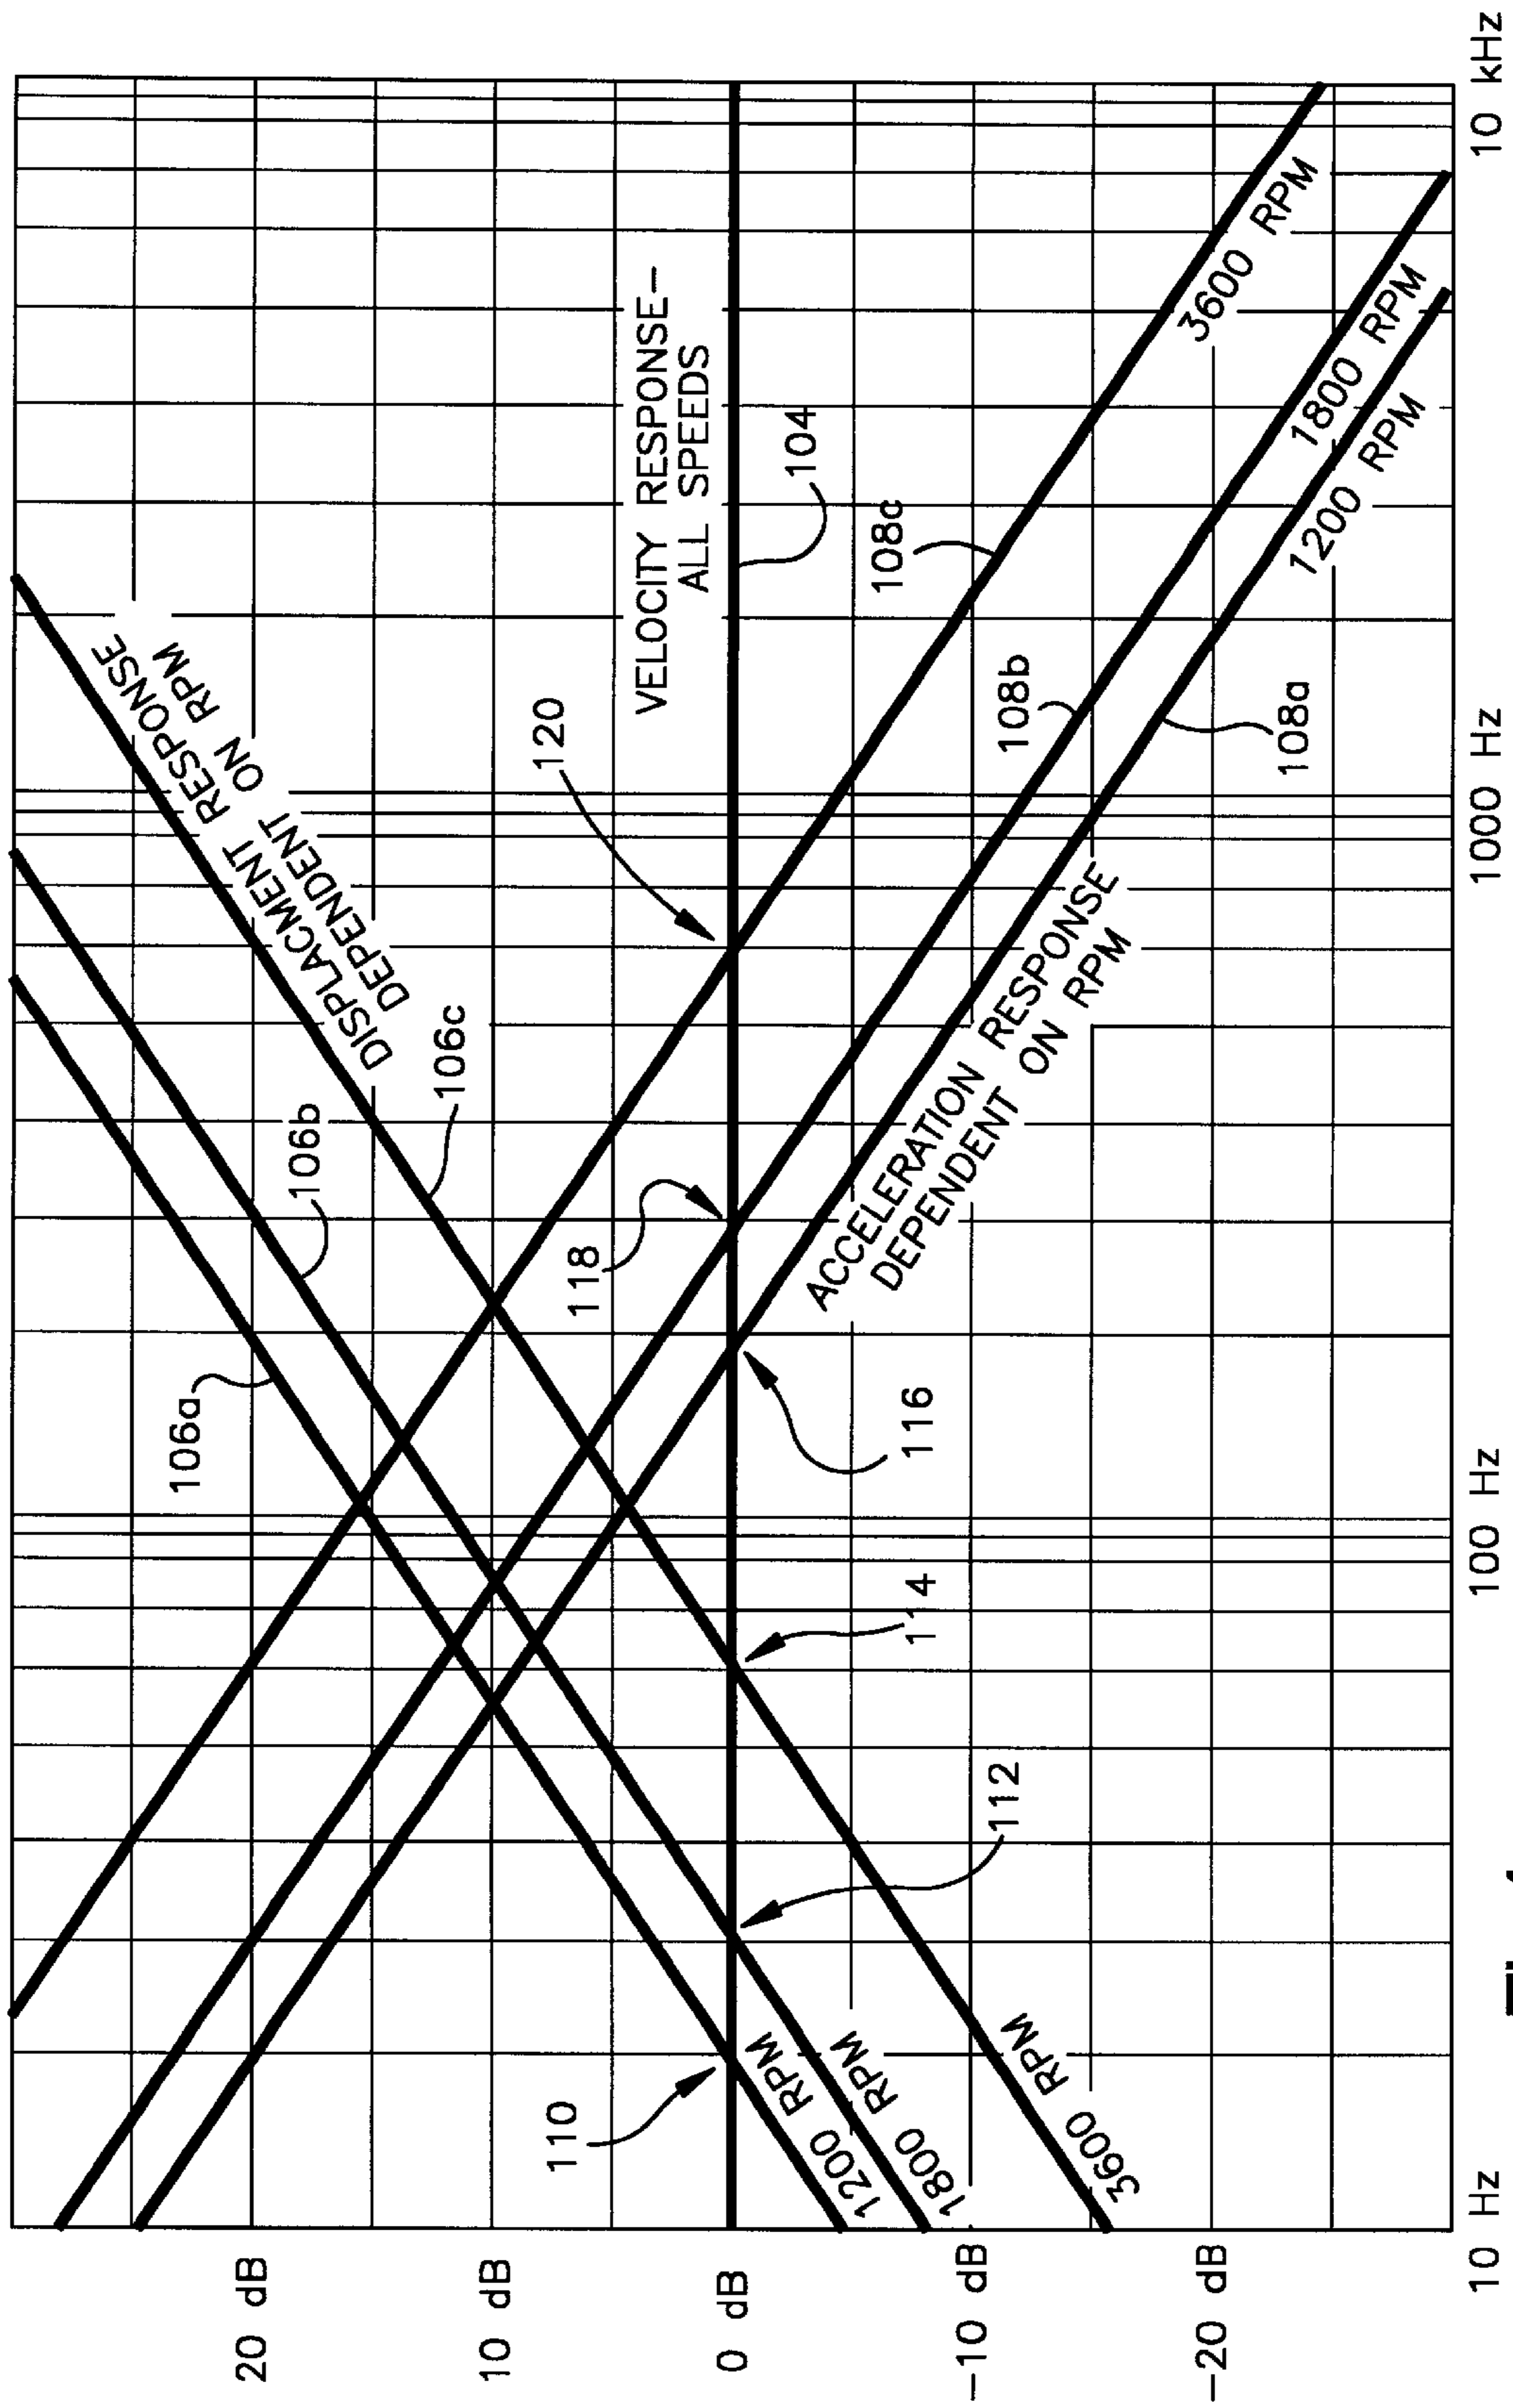 20 dB
10 dB
0 dB
-10 dB
-20 dB
10 Hz
100 Hz
1000 Hz
10 kHz
DISPLACMENT RESPONSE
DEPENDENT ON RPM
VELOCITY RESPONSE-
ALL SPEEDS
ACCELERATION RESPONSE
DEPENDENT ON RPM
106a
106b
106c
104
108c
108b
108a
110
112
114
116
118
120
1200 RPM
1800 RPM
3600 RPM
3600 RPM
1800 RPM
1200 RPM